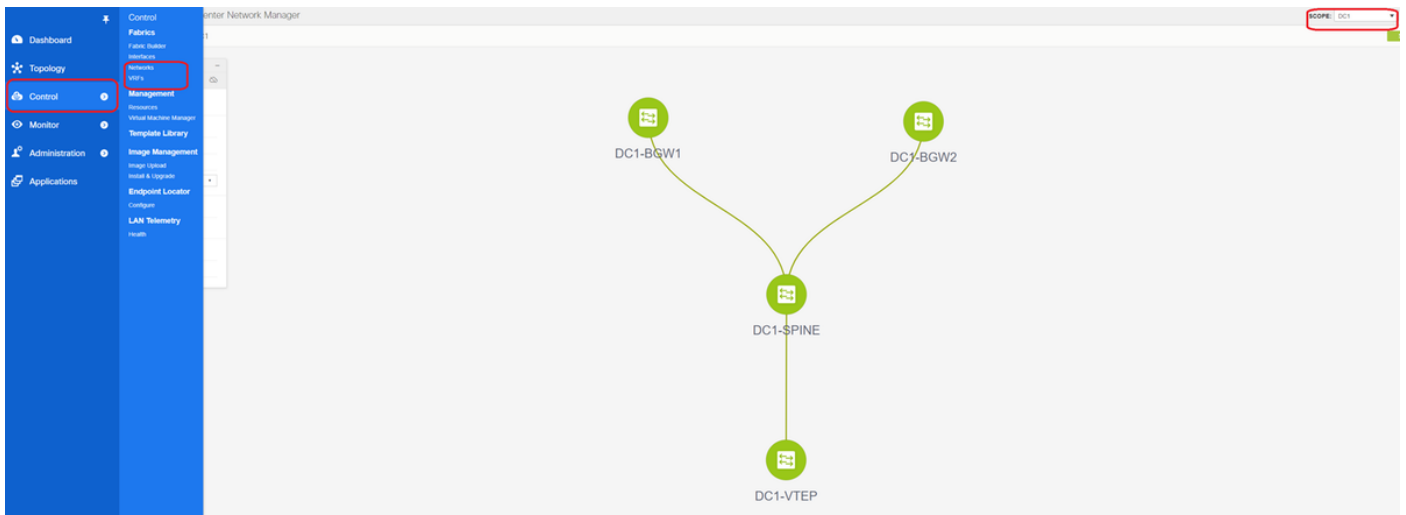 enter Network Manager
SCOPE: DC1
1
Dashboard
Topology
Control
Monitor
Administration
Applications
Control
Fabrics
Fabric Builder
Interfaces
Networks
VRFs
Management
Resources
Virtual Machine Manager
Template Library
Image Management
Image Upload
Install & Upgrade
Endpoint Locator
Configure
LAN Telemetry
Health
DC1-BGW1
DC1-BGW2
DC1-SPINE
DC1-VTEP